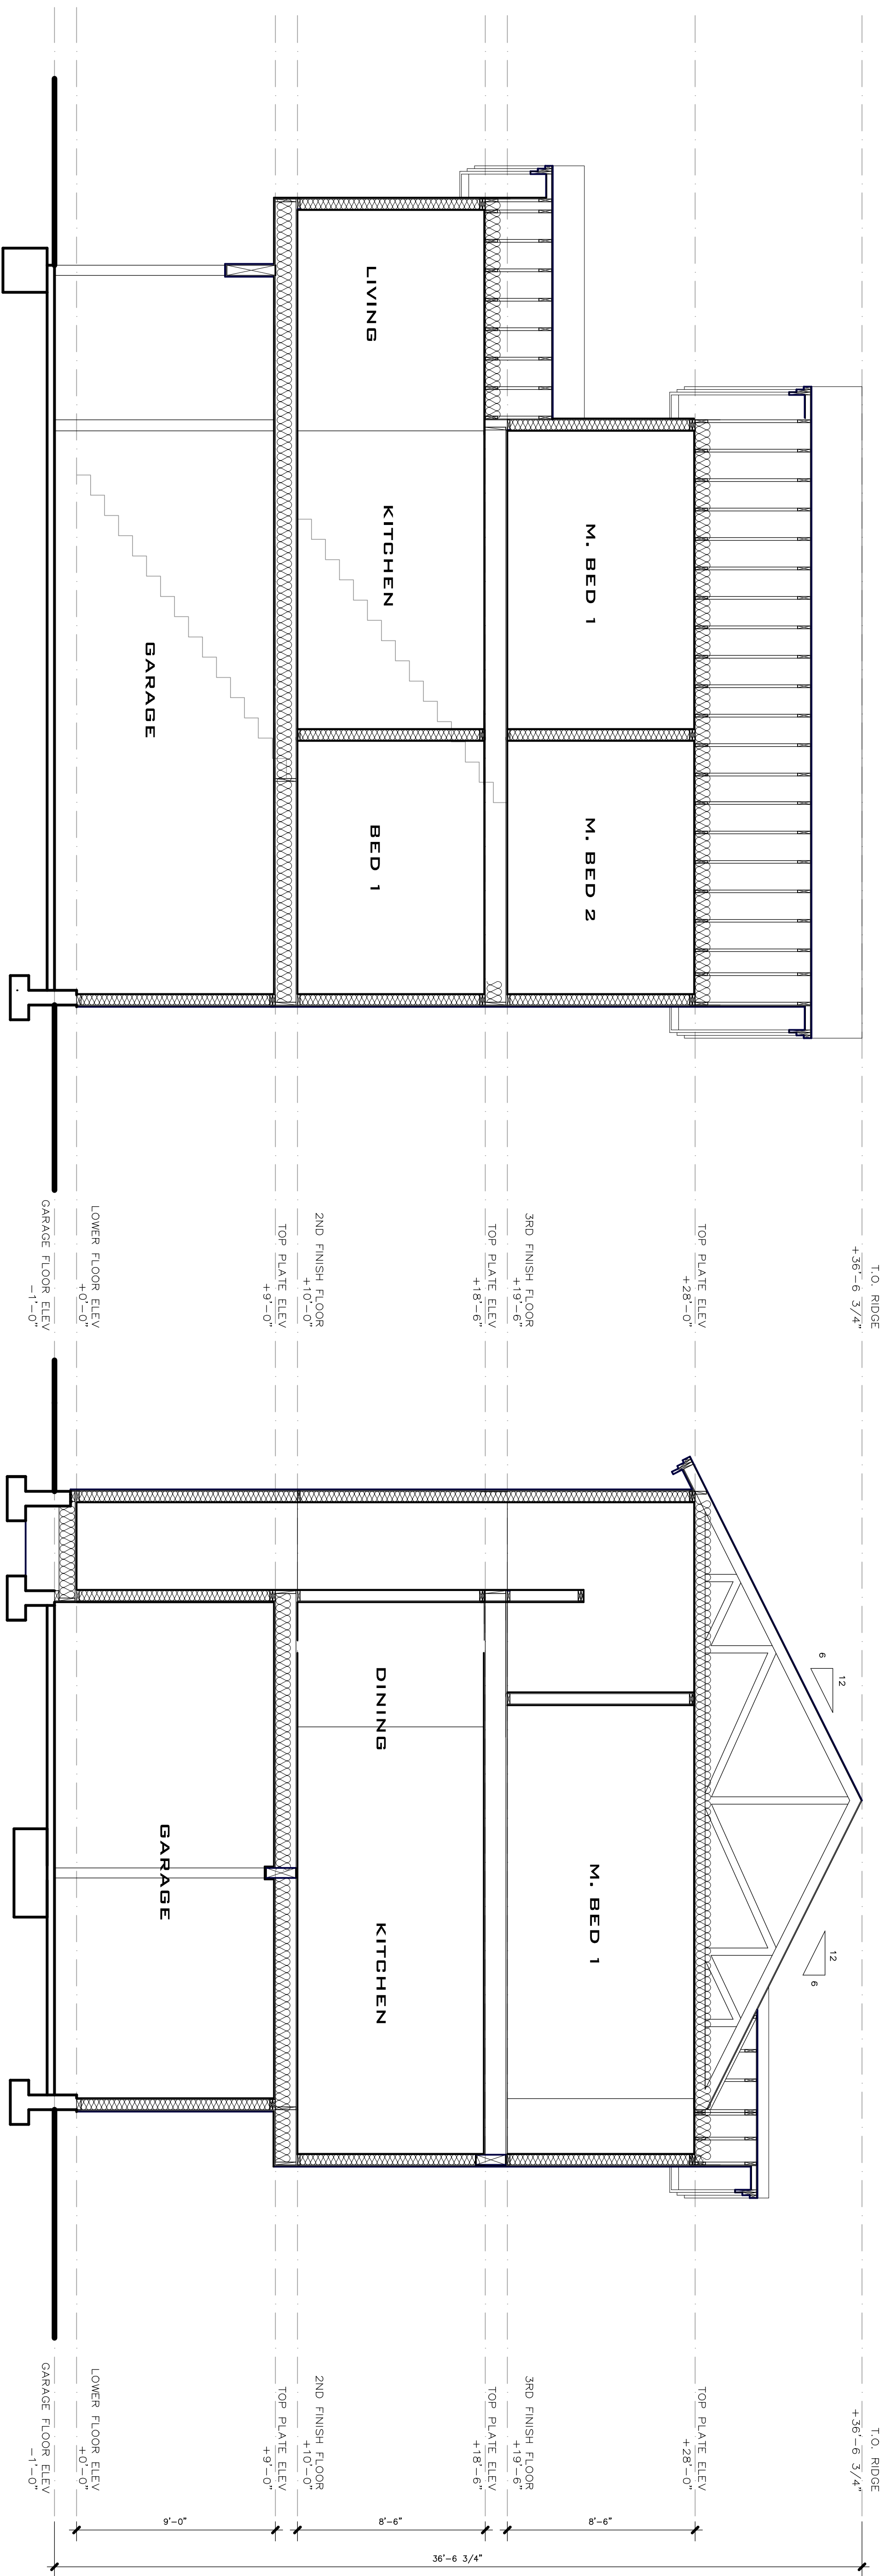 LIVING
KITCHEN
M. BED 1
GARAGE
BED 1
M. BED 2
T.O. RIDGE
+36'-6 3/4"
TOP PLATE ELEV
+28'-0"
3RD FINISH FLOOR
+19'-6"
TOP PLATE ELEV
+18'-6"
2ND FINISH FLOOR
+10'-0"
TOP PLATE ELEV
+9'-0"
LOWER FLOOR ELEV
+0'-0"
GARAGE FLOOR ELEV
-1'-0"
12
6
12
6
M. BED 1
DINING
KITCHEN
GARAGE
T.O. RIDGE
+36'-6 3/4"
TOP PLATE ELEV
+28'-0"
3RD FINISH FLOOR
+19'-6"
TOP PLATE ELEV
+18'-6"
2ND FINISH FLOOR
+10'-0"
TOP PLATE ELEV
+9'-0"
LOWER FLOOR ELEV
+0'-0"
GARAGE FLOOR ELEV
-1'-0"
8'-6"
8'-6"
9'-0"
36'-6 3/4"